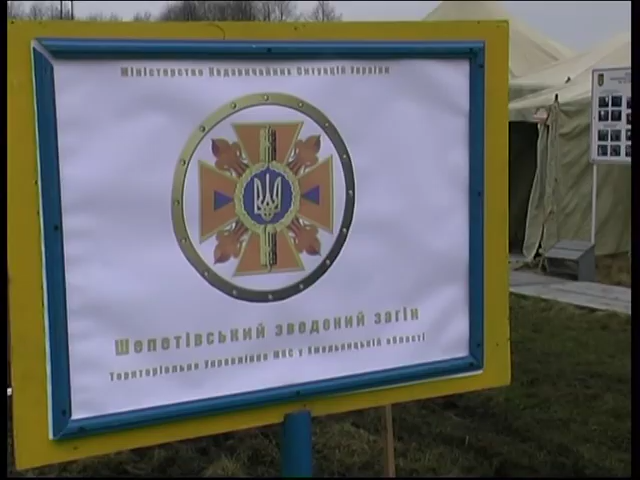 Міністерство Надзвичайних Ситуацій України
Шепетівський зведений загін
Територіальне Управління МНС у Хмельницькій області